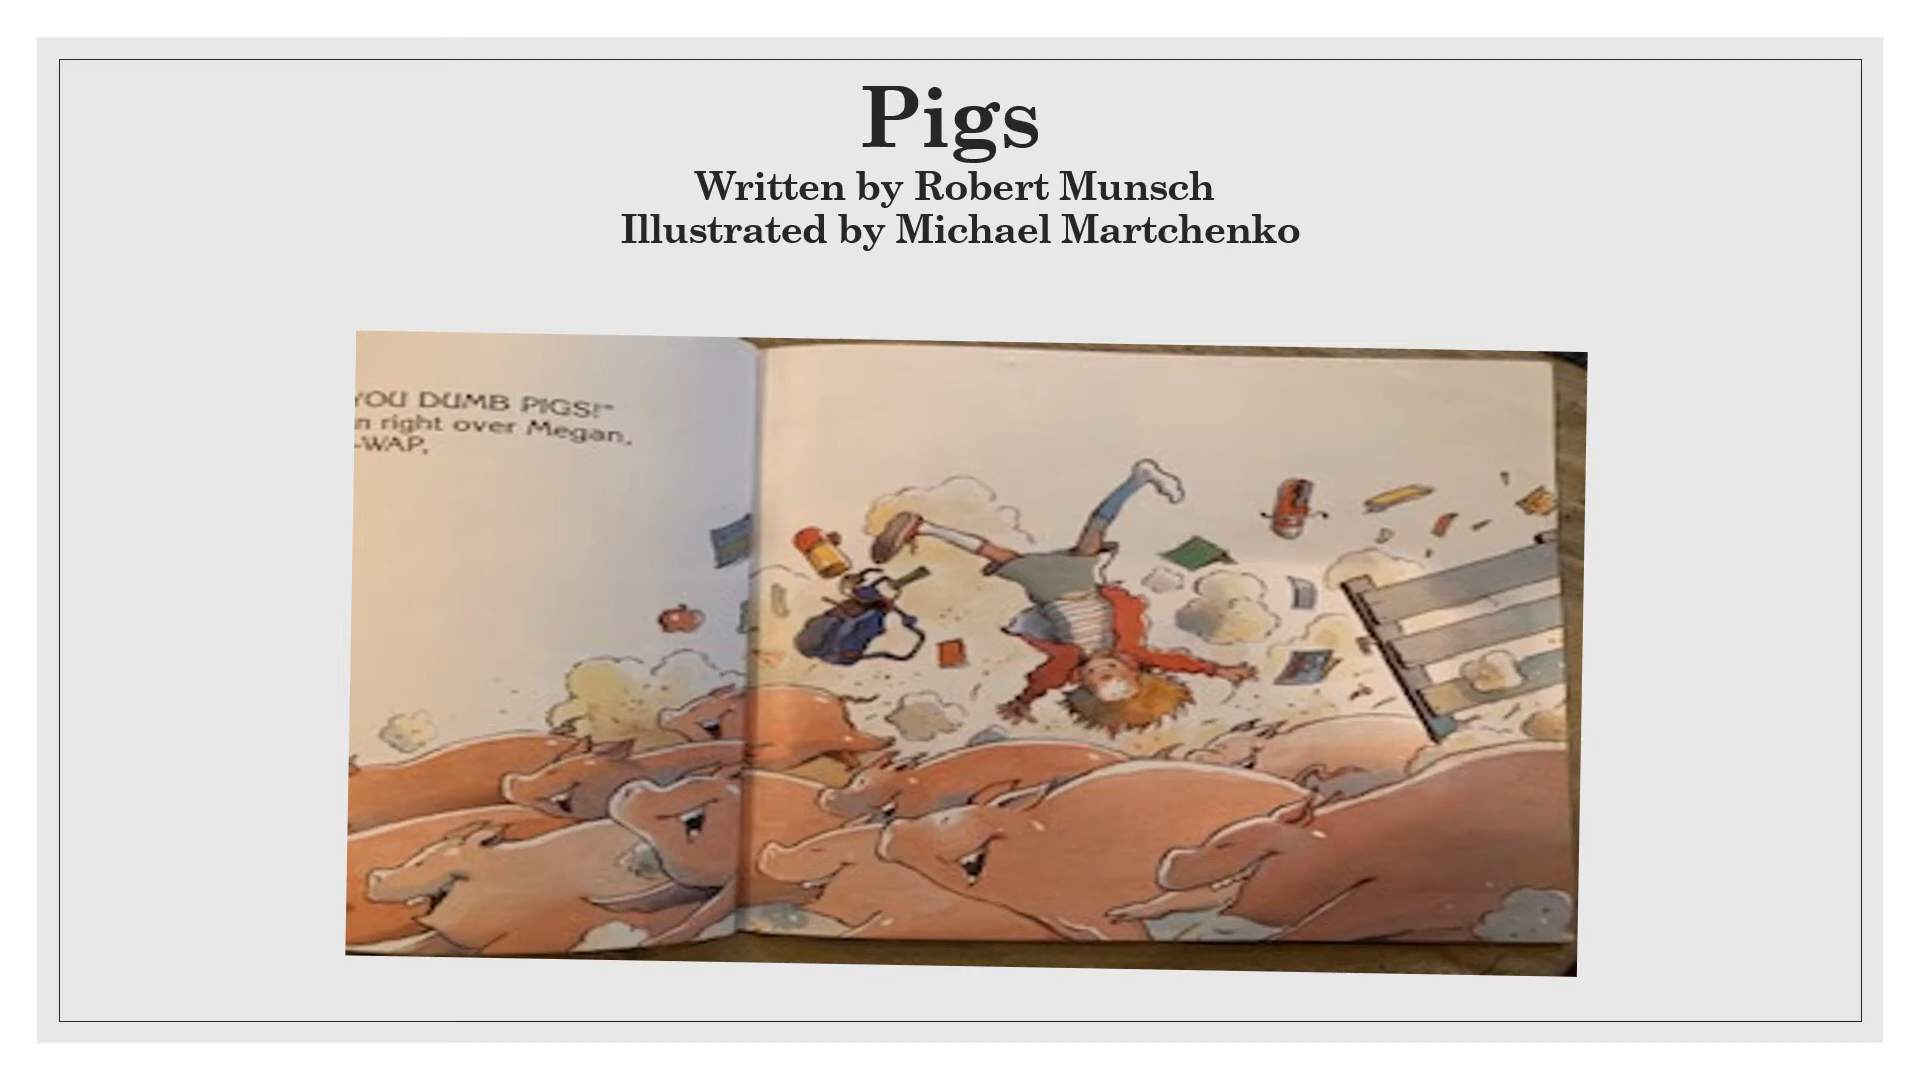 Pigs
Written by Robert Munsch
Illustrated by Michael Martchenko
YOU DUMB PIGS!"
n right over Megan,
-WAP.